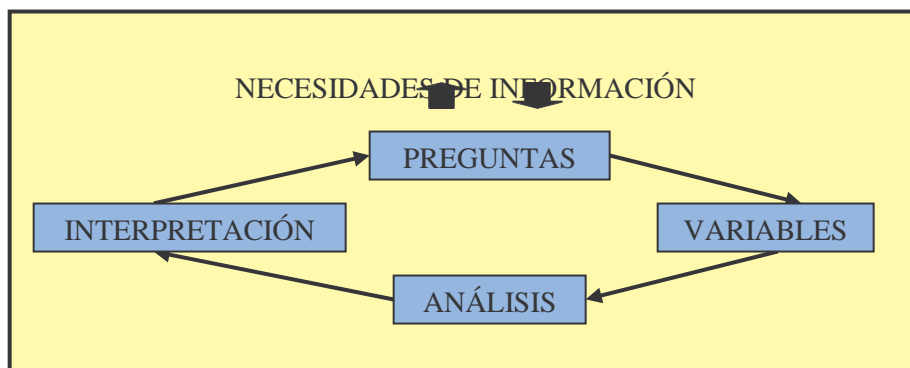 NECESIDADES DE INFORMACIÓN
PREGUNTAS
INTERPRETACIÓN
VARIABLES
ANÁLISIS